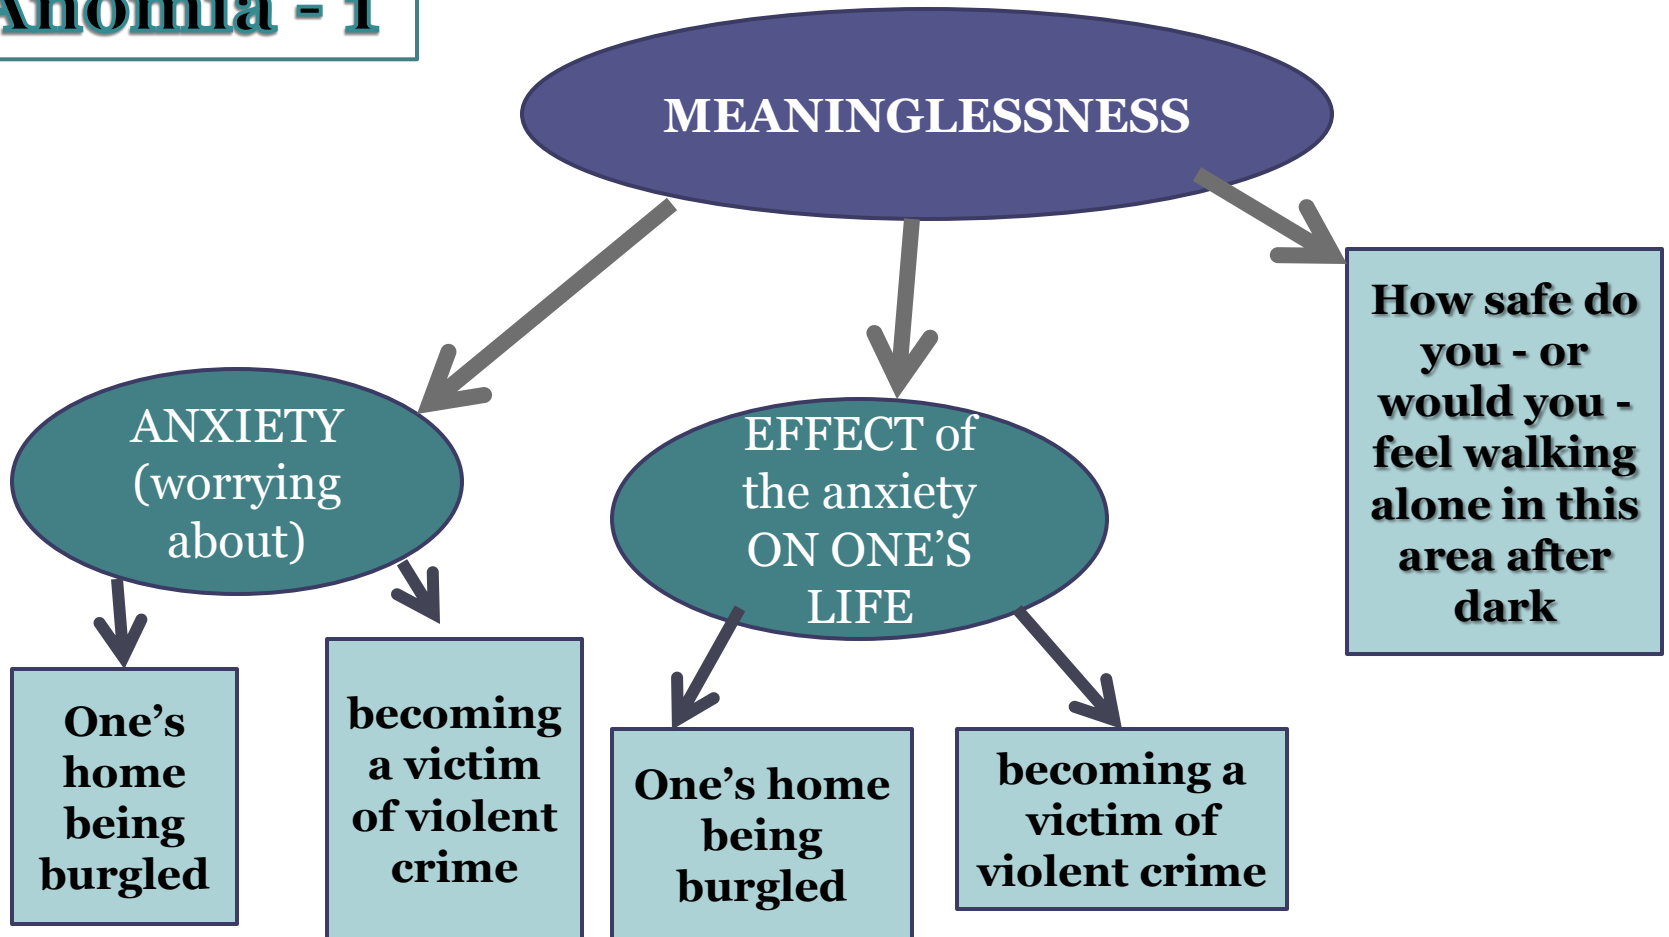 Anomia - 1
MEANINGLESSNESS
How safe do
you - or
would you -
feel walking
alone in this
area after
dark
ANXIETY
(worrying
about)
EFFECT of
the anxiety
ON ONE’S
LIFE
One’s
home
being
burgled
becoming
a victim
of violent
crime
One’s home
being
burgled
becoming a
victim of
violent crime